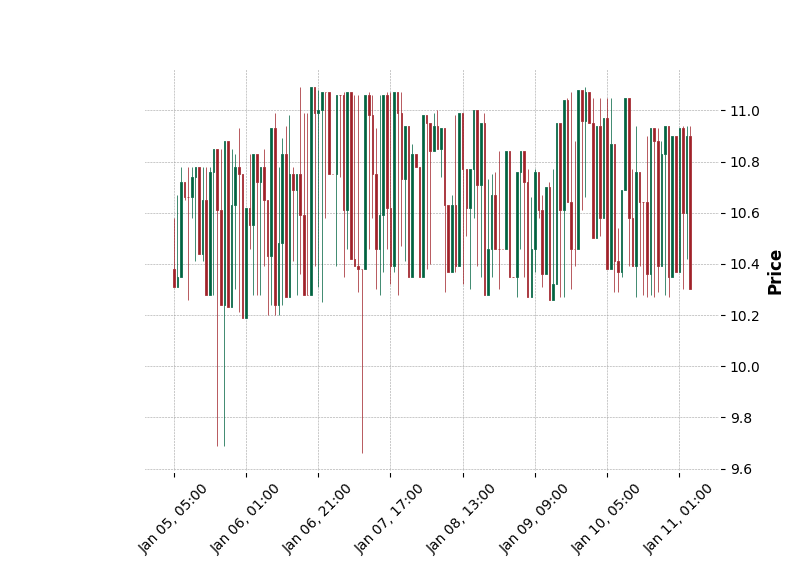 11.0
10.8
10.6
10.4
10.2
10.0
9.8
9.6
Price
Jan 05, 05:00
Jan 06, 01:00
Jan 06, 21:00
Jan 07, 17:00
Jan 08, 13:00
Jan 09, 09:00
Jan 10, 05:00
Jan 11, 01:00